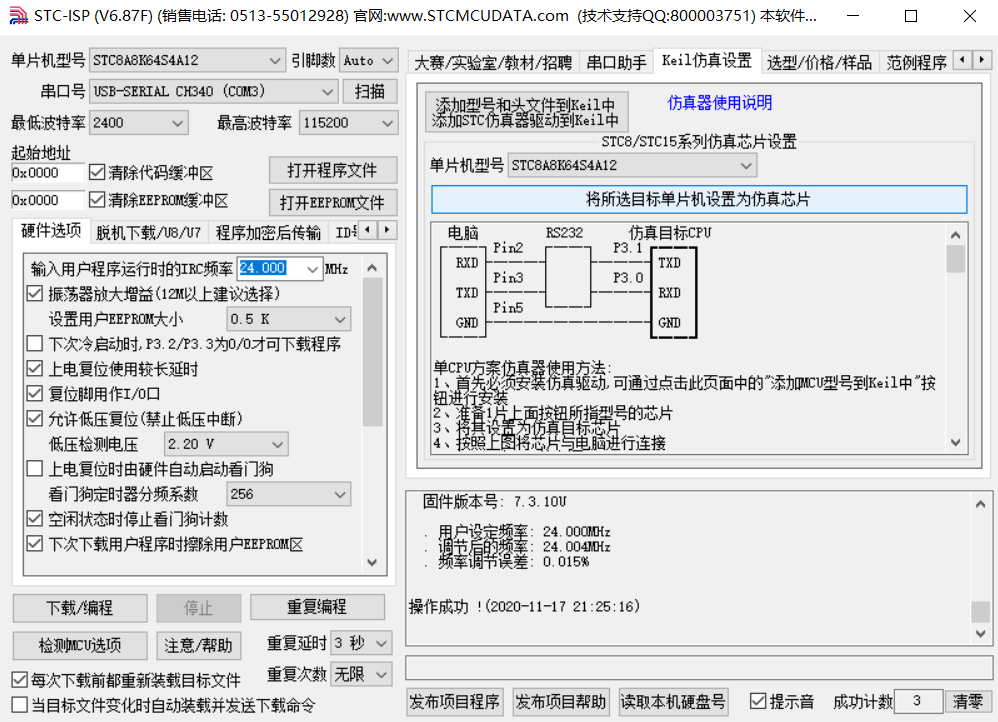 STC-ISP (V6.87F) (销售电话: 0513-55012928) 官网:www.STCMCUDATA.com (技术支持QQ:800003751) 本软件...
单片机型号 STC8A8K64S4A12 引脚数 Auto
串口号 USB-SERIAL CH340 (COM3) 扫描
最低波特率 2400 最高波特率 115200
起始地址
0x0000 清除代码缓冲区 打开程序文件
0x0000 清除EEPROM缓冲区 打开EEPROM文件
硬件选项 脱机下载/U8/U7 程序加密后传输
输入用户程序运行时的IRC频率 24.000 MHz
振荡器放大增益(12M以上建议选择)
设置用户EEPROM大小 0.5 K
下次冷启动时,P3.2/P3.3为0/0才可下载程序
上电复位使用较长延时
复位脚用作I/O口
允许低压复位(禁止低压中断)
低压检测电压 2.20 V
上电复位时由硬件自动启动看门狗
看门狗定时器分频系数 256
空闲状态时停止看门狗计数
下次下载用户程序时擦除用户EEPROM区
下载/编程 停止 重复编程
检测MCU选项 注意/帮助 重复延时 3 秒
重复次数 无限
每次下载前都重新装载目标文件
当目标文件变化时自动装载并发送下载命令
大赛/实验室/教材/招聘 串口助手 Keil仿真设置 选型/价格/样品 范例程序
添加型号和头文件到Keil中
添加STC仿真器驱动到Keil中
仿真器使用说明
STC8/STC15系列仿真芯片设置
单片机型号 STC8A8K64S4A12
将所选目标单片机设置为仿真芯片
电脑 RS232 仿真目标CPU
Pin2 P3.1
RXD TXD
Pin3 P3.0
TXD RXD
Pin5
GND GND
单CPU方案仿真器使用方法:
1、首先必须安装仿真驱动,可通过点击此页面中的"添加MCU型号到Keil中"按
钮进行安装
2、准备1片上面按钮所指型号的芯片
3、将其设置为仿真目标芯片
4、按照上图将芯片与电脑进行连接
固件版本号: 7.3.10U
. 用户设定频率: 24.000MHz
. 调节后的频率: 24.004MHz
. 频率调节误差: 0.015%
操作成功 !(2020-11-17 21:25:16)
发布项目程序 发布项目帮助 读取本机硬盘号 提示音 成功计数 3 清零